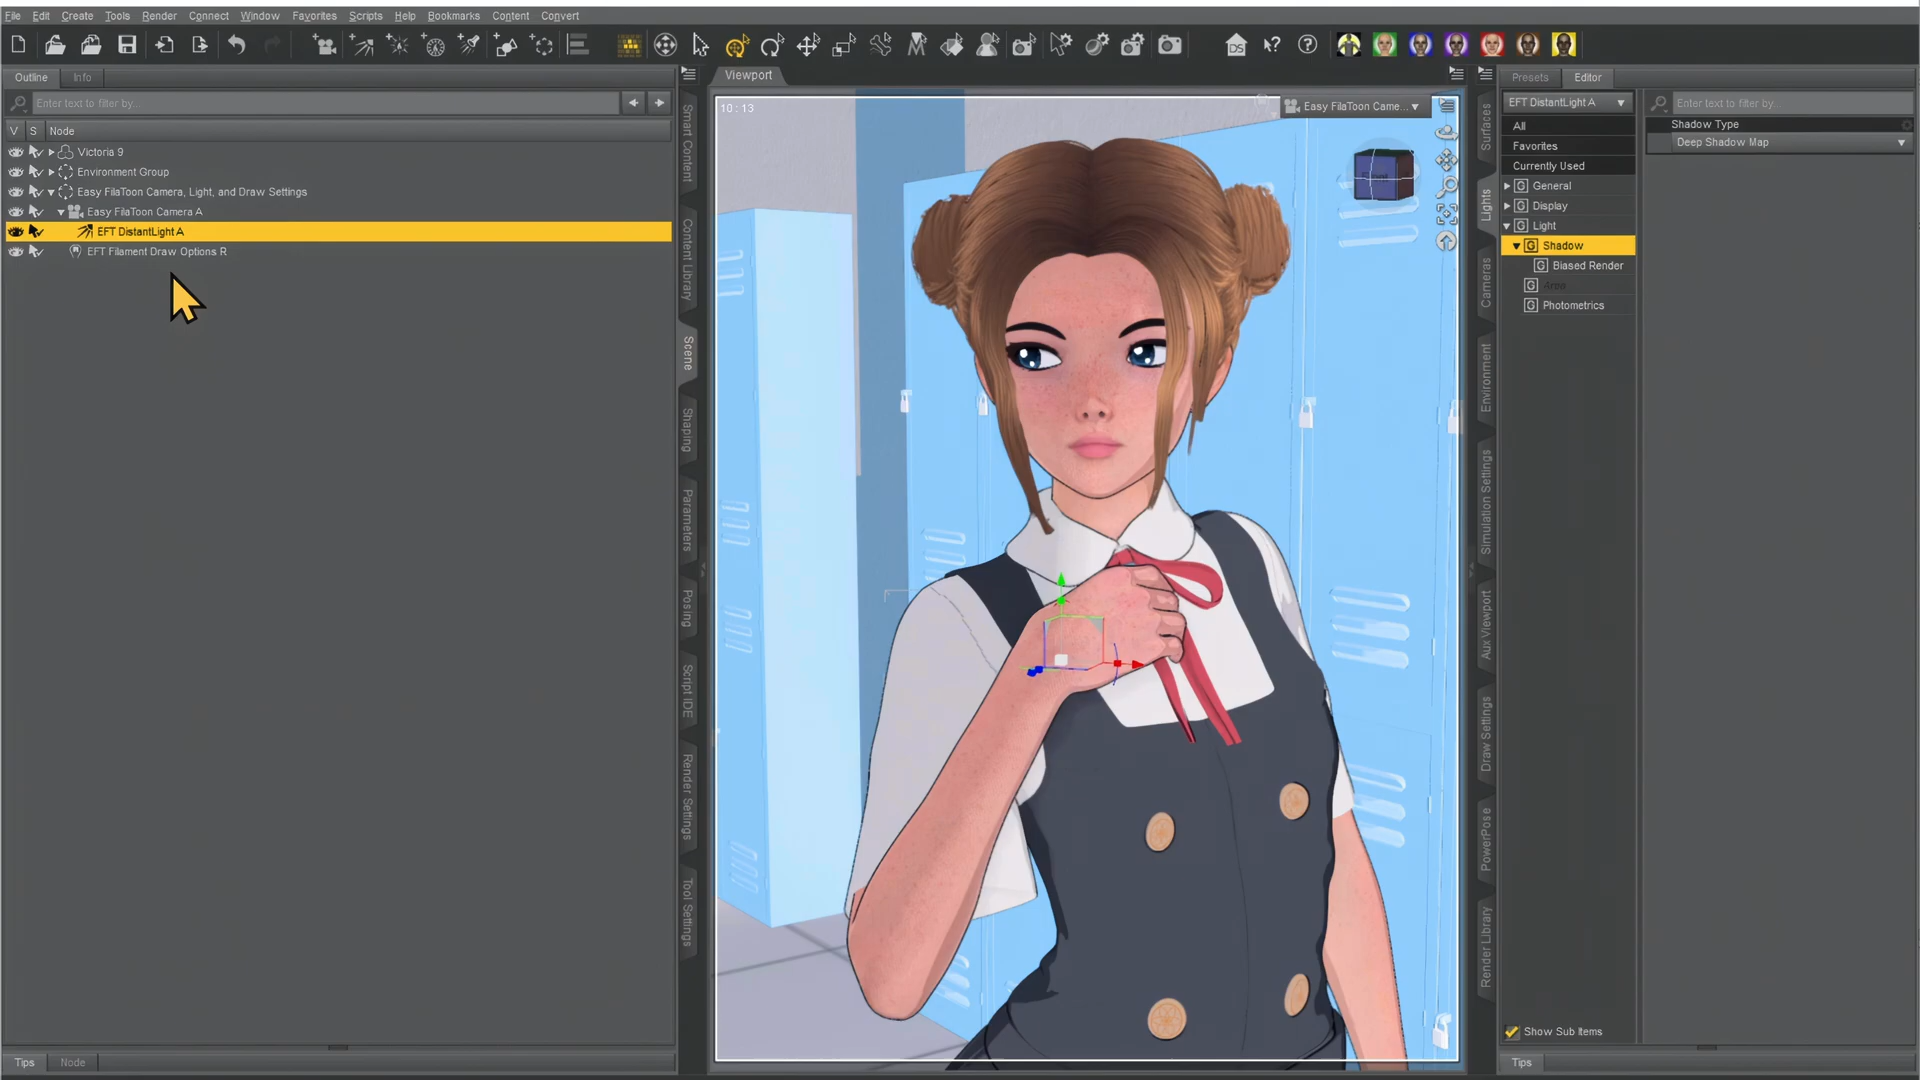 File Edit Create Tools Render Connect Window Favorites Scripts Help Bookmarks Content Convert
DS
Outline Info
Enter text to filter by...
V S Node
Victoria 9
Environment Group
Easy FilaToon Camera, Light, and Draw Settings
Easy FilaToon Camera A
EFT DistantLight A
EFT Filament Draw Options R
Tips Node
Smart Content
Content Library
Scene
Shaping
Parameters
Posing
Script IDE
Render Settings
Tool Settings
Viewport
10 : 13
Easy FilaToon Came...
Front
Surfaces
Lights
Cameras
Environment
Simulation Settings
Aux Viewport
Draw Settings
PowerPose
Render Library
Presets Editor
EFT DistantLight A
Enter text to filter by...
All
Favorites
Currently Used
General
Display
Light
Shadow
Biased Render
Area
Photometrics
Shadow Type
Deep Shadow Map
Show Sub Items
Tips